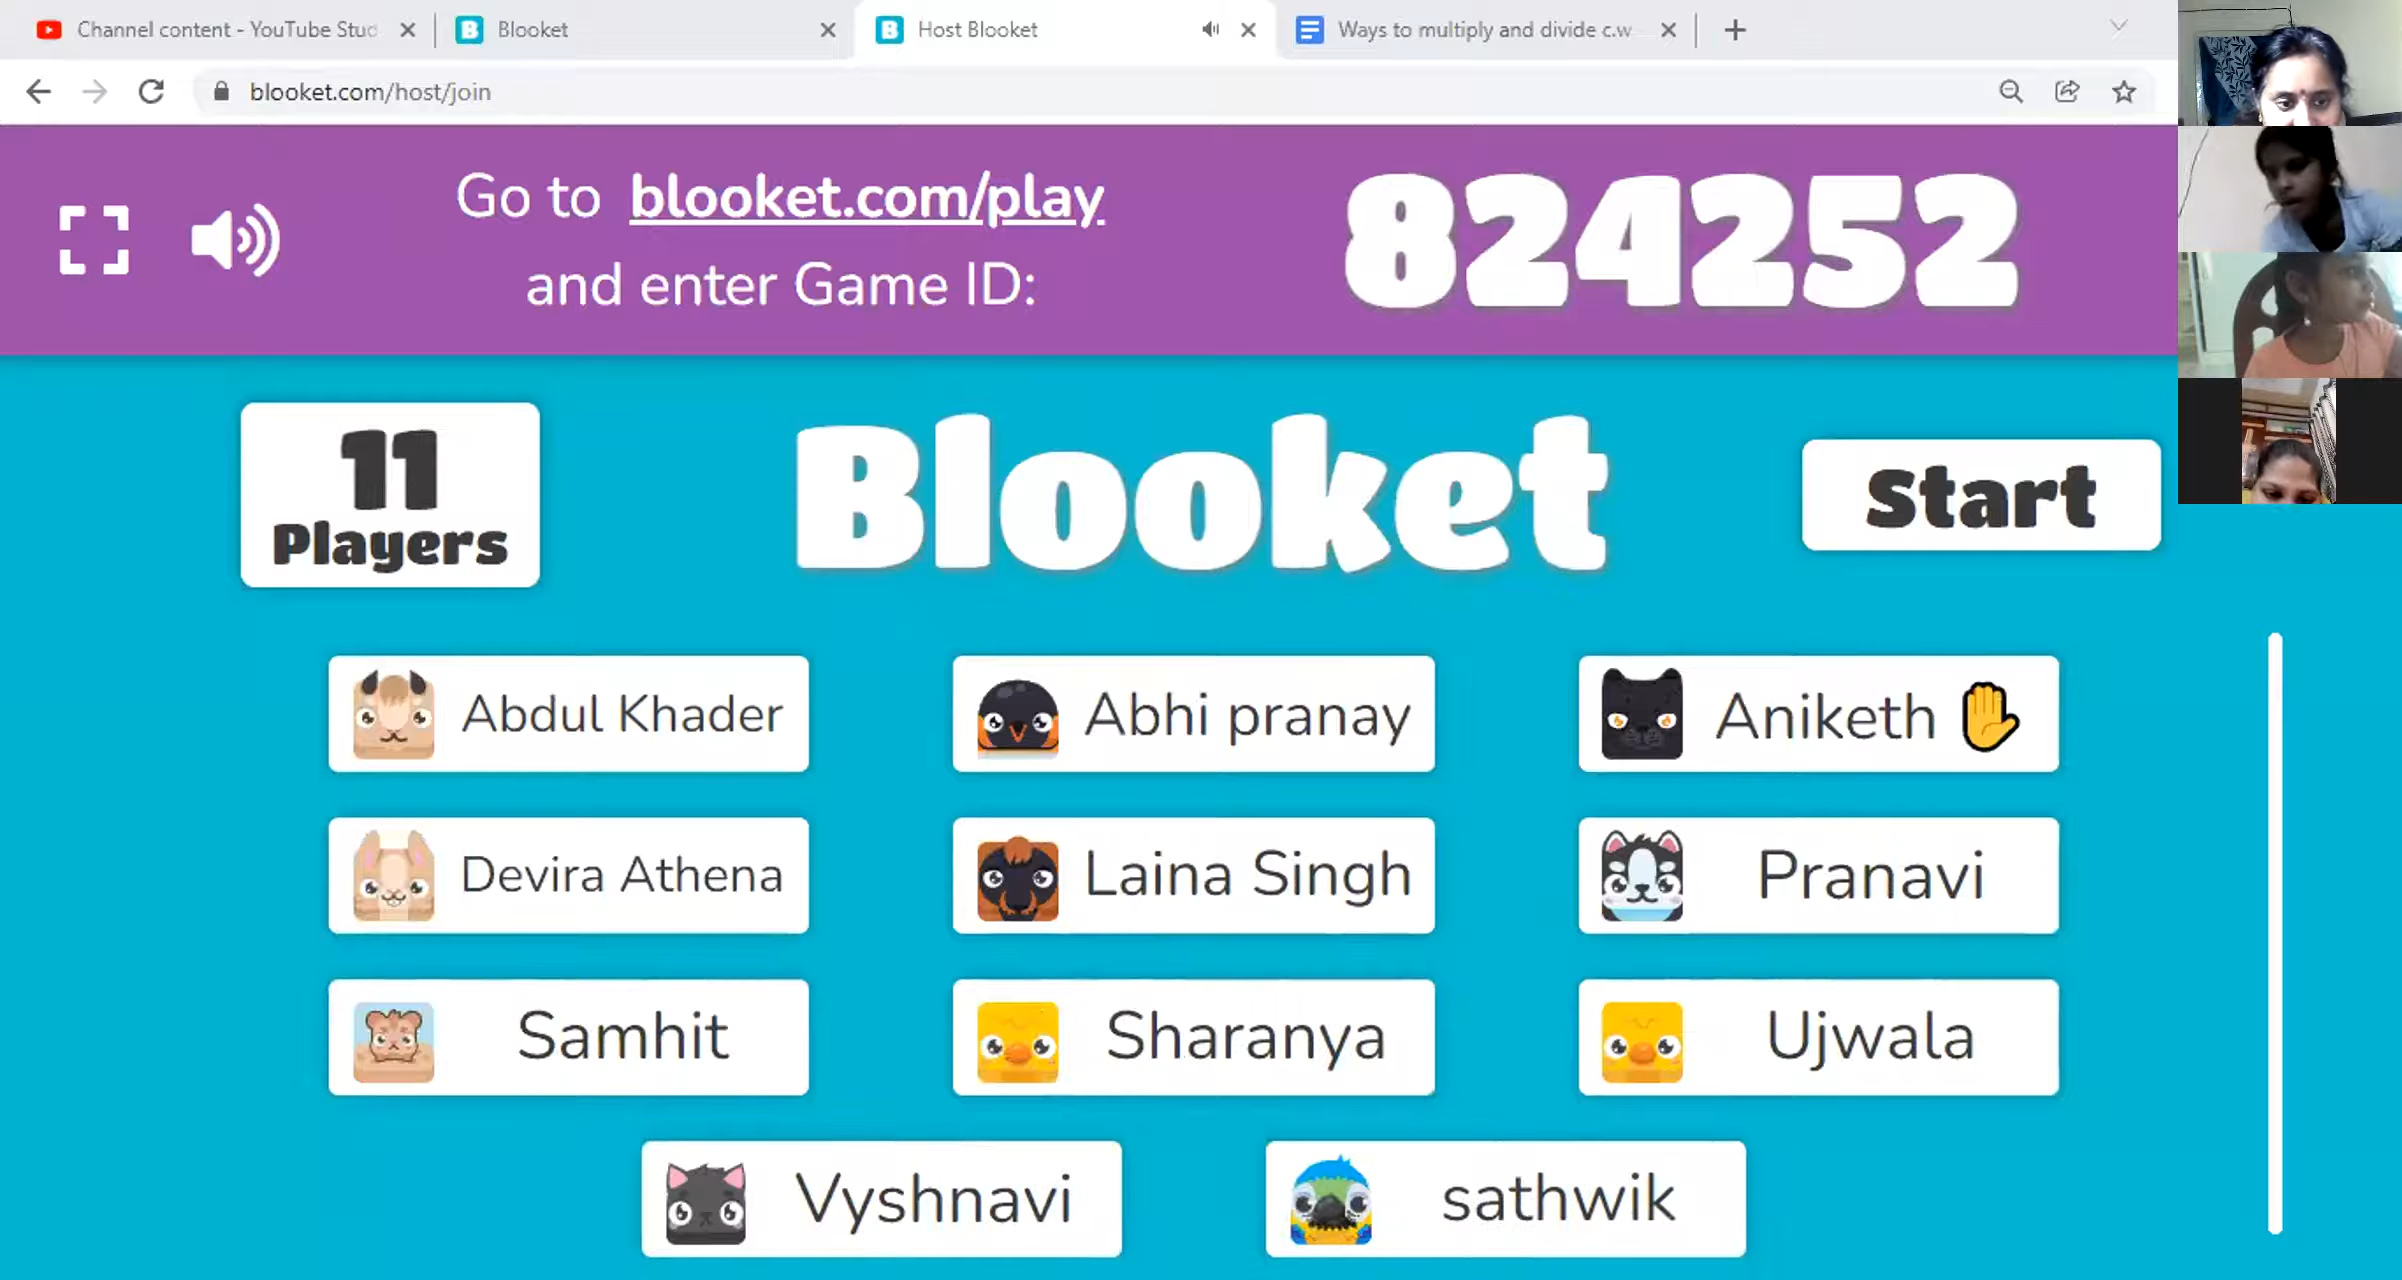 Channel content - YouTube Stud
Blooket
Host Blooket
Ways to multiply and divide c.w
blooket.com/host/join
Go to blooket.com/play
and enter Game ID:
824252
11
Players
Blooket
Start
Abdul Khader
Abhi pranay
Aniketh ✋
Devira Athena
Laina Singh
Pranavi
Samhit
Sharanya
Ujwala
Vyshnavi
sathwik